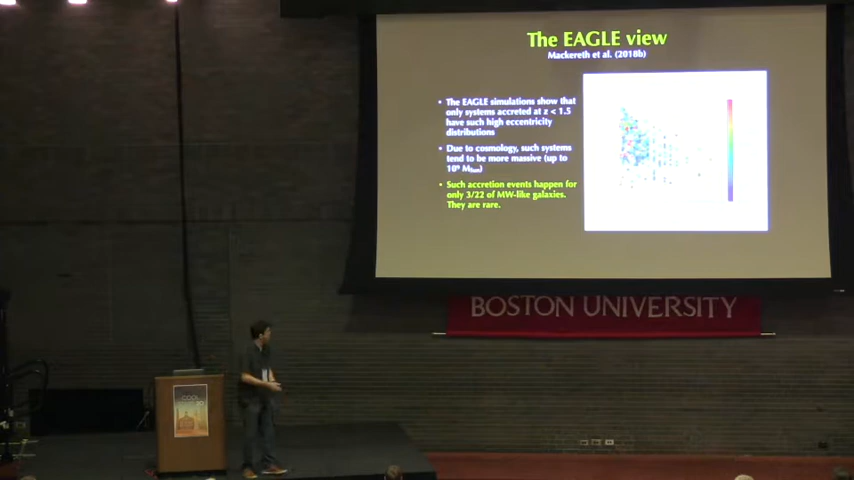 The EAGLE view
Mackereth et al. (2018b)
• The EAGLE simulations show that
only systems accreted at z < 1.5
have such high eccentricity
distributions
• Due to cosmology, such systems
tend to be more massive (up to
10⁹ M
• Such accretion events happen for
only 3/22 of MW-like galaxies.
They are rare.
BOSTON UNIVERSITY
COOL